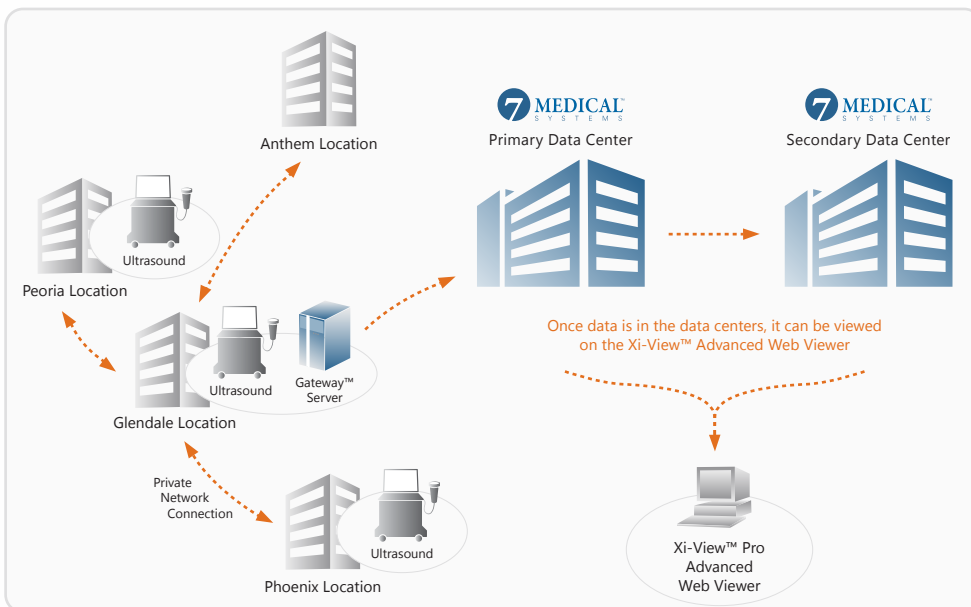 Anthem Location
7 MEDICAL™
SYSTEMS
Primary Data Center
7 MEDICAL™
SYSTEMS
Secondary Data Center
Ultrasound
Peoria Location
Ultrasound
Gateway™
Server
Glendale Location
Once data is in the data centers, it can be viewed
on the Xi-View™ Advanced Web Viewer
Private
Network
Connection
Ultrasound
Phoenix Location
Xi-View™ Pro
Advanced
Web Viewer